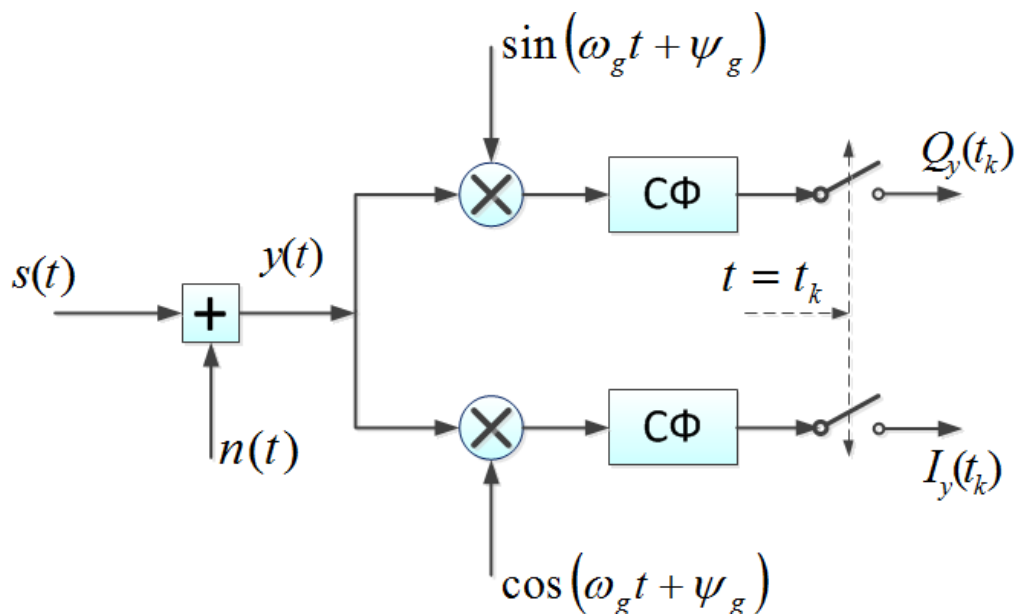 sin(ω_g t + ψ_g)
Q_y(t_k)
СФ
y(t)
s(t)
t = t_k
+
СФ
n(t)
I_y(t_k)
cos(ω_g t + ψ_g)